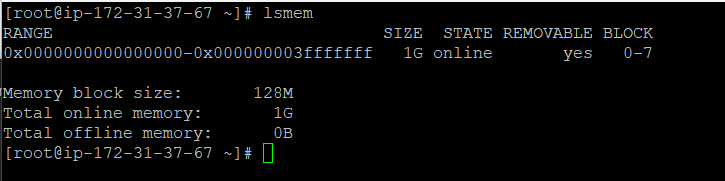 [root@ip-172-31-37-67 ~]# lsmem
RANGE                                 SIZE  STATE REMOVABLE BLOCK
0x0000000000000000-0x000000003fffffff   1G online       yes   0-7

Memory block size:       128M
Total online memory:       1G
Total offline memory:      0B
[root@ip-172-31-37-67 ~]#